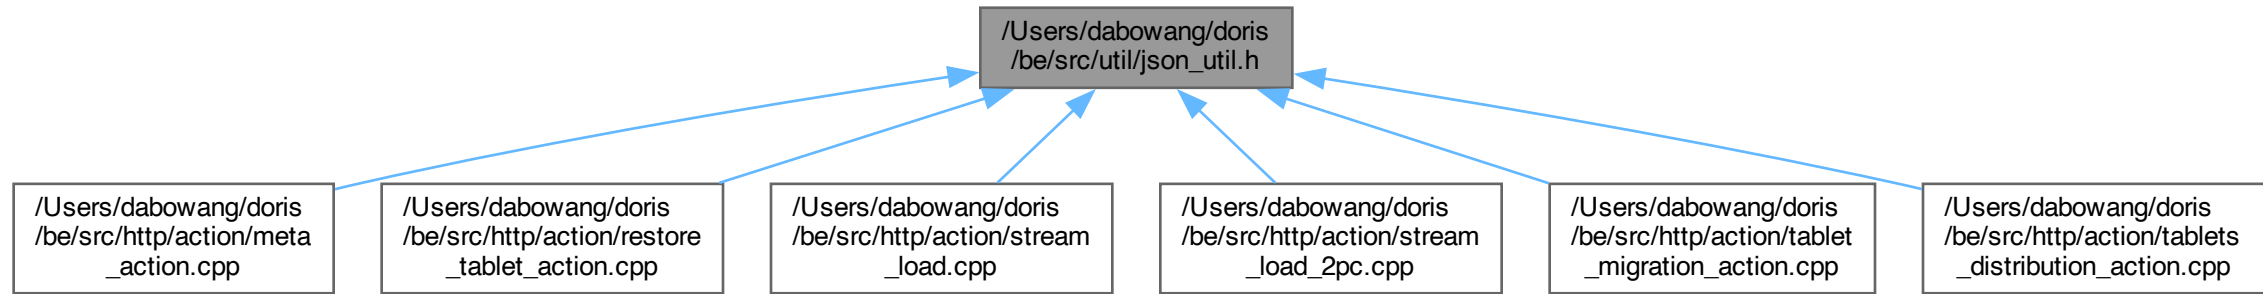 /Users/dabowang/doris
/be/src/util/json_util.h
/Users/dabowang/doris
/be/src/http/action/meta
_action.cpp
/Users/dabowang/doris
/be/src/http/action/restore
_tablet_action.cpp
/Users/dabowang/doris
/be/src/http/action/stream
_load.cpp
/Users/dabowang/doris
/be/src/http/action/stream
_load_2pc.cpp
/Users/dabowang/doris
/be/src/http/action/tablet
_migration_action.cpp
/Users/dabowang/doris
/be/src/http/action/tablets
_distribution_action.cpp